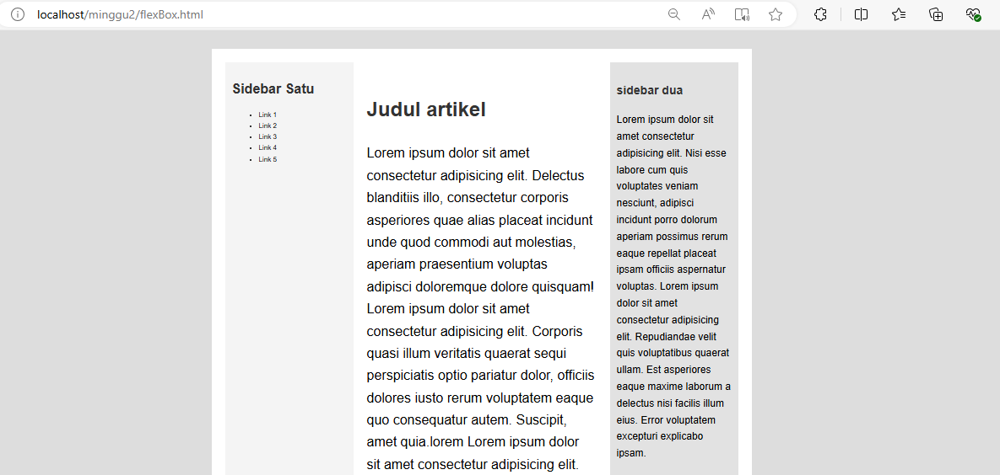 localhost/minggu2/flexBox.html
Sidebar Satu
Link 1
Link 2
Link 3
Link 4
Link 5
Judul artikel
Lorem ipsum dolor sit amet
consectetur adipisicing elit. Delectus
blanditiis illo, consectetur corporis
asperiores quae alias placeat incidunt
unde quod commodi aut molestias,
aperiam praesentium voluptas
adipisci doloremque dolore quisquam!
Lorem ipsum dolor sit amet
consectetur adipisicing elit. Corporis
quasi illum veritatis quaerat sequi
perspiciatis optio pariatur dolor, officiis
dolores iusto rerum voluptatem eaque
quo consequatur autem. Suscipit,
amet quia.lorem Lorem ipsum dolor
sit amet consectetur adipisicing elit.
sidebar dua
Lorem ipsum dolor sit
amet consectetur
adipisicing elit. Nisi esse
labore cum quis
voluptates veniam
nesciunt, adipisci
incidunt porro dolorum
aperiam possimus rerum
eaque repellat placeat
ipsam officiis aspernatur
voluptas. Lorem ipsum
dolor sit amet
consectetur adipisicing
elit. Repudiandae velit
quis voluptatibus quaerat
ullam. Est asperiores
eaque maxime laborum a
delectus nisi facilis illum
eius. Error voluptatem
excepturi explicabo
ipsam.